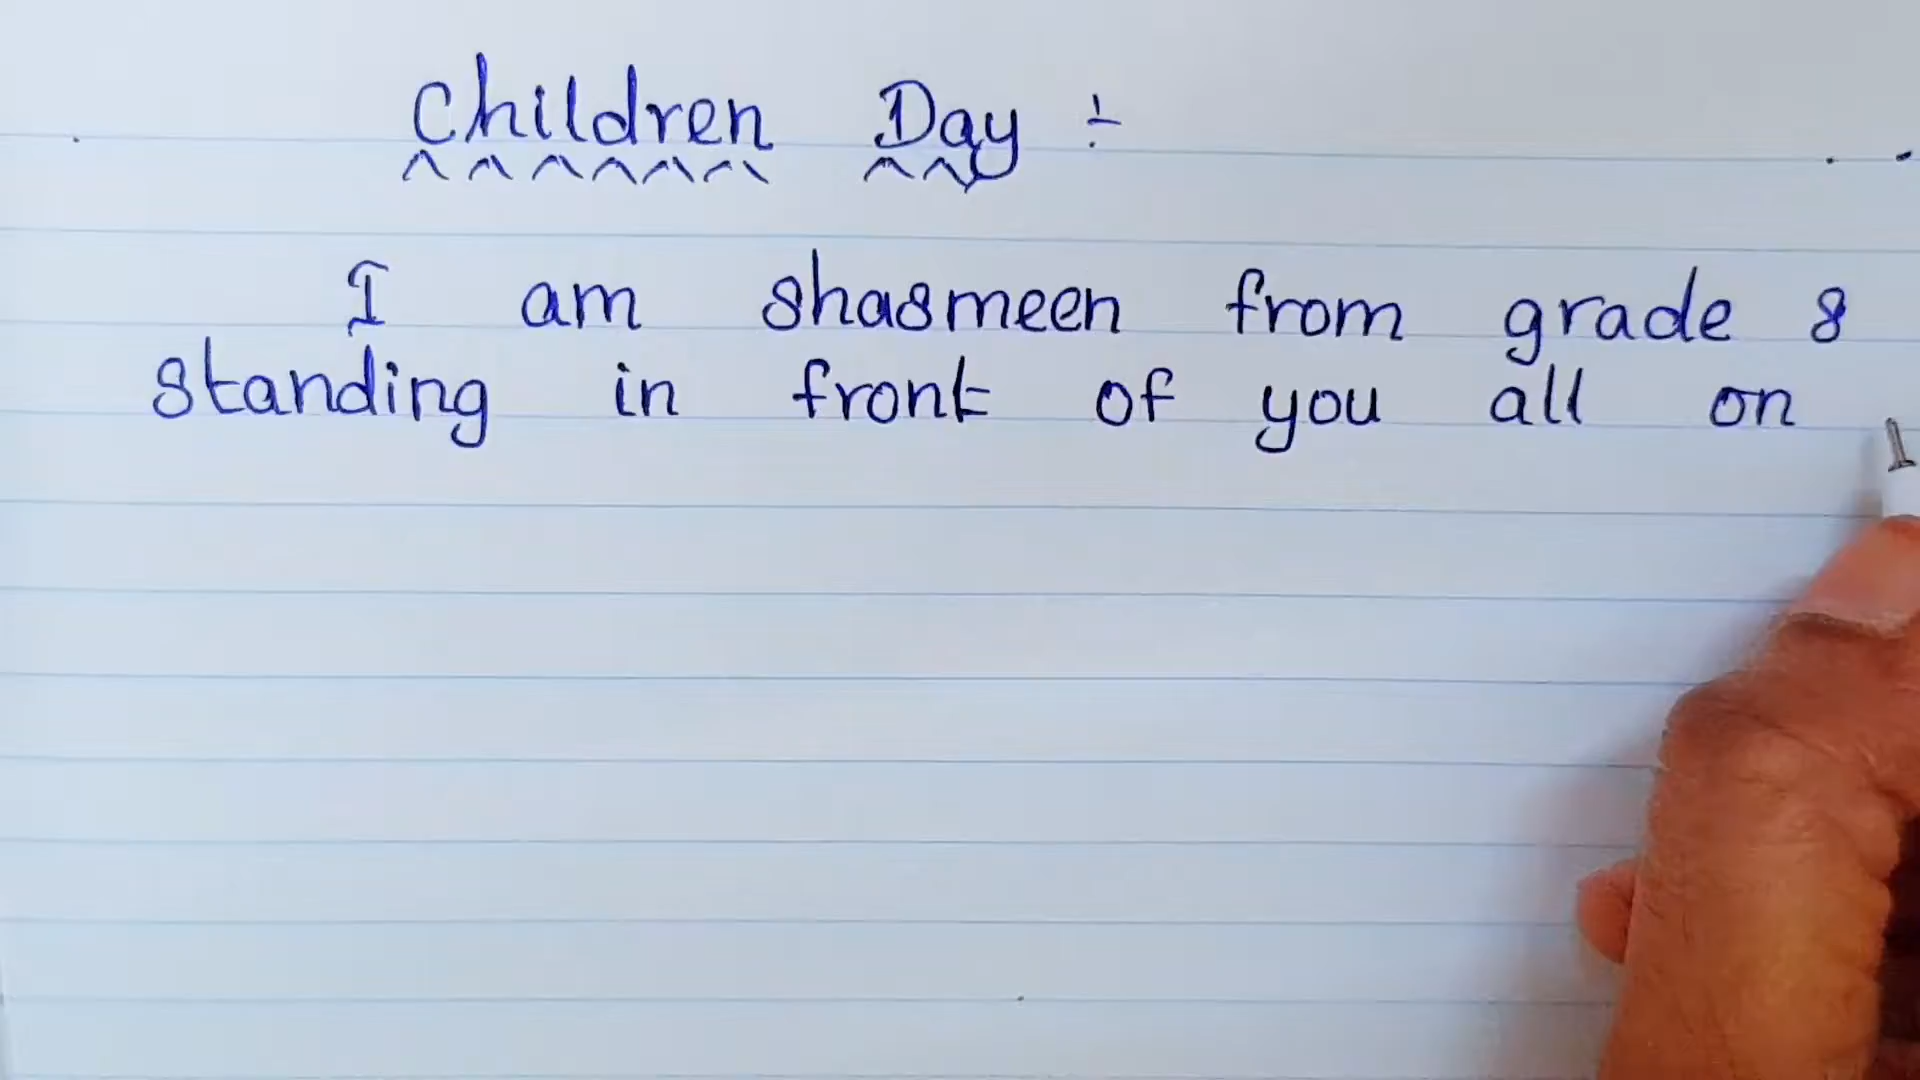 Children Day :-
I am shasmeen from grade 8
standing in front of you all on